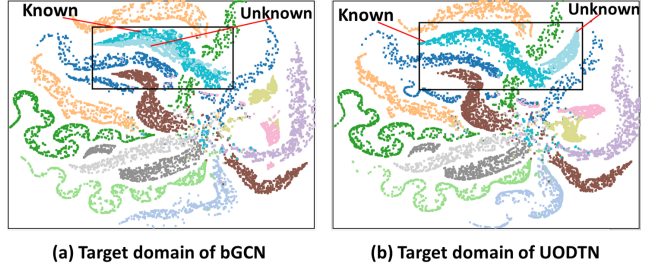 Known
Unknown
Known
Unknown
(a) Target domain of bGCN
(b) Target domain of UODTN